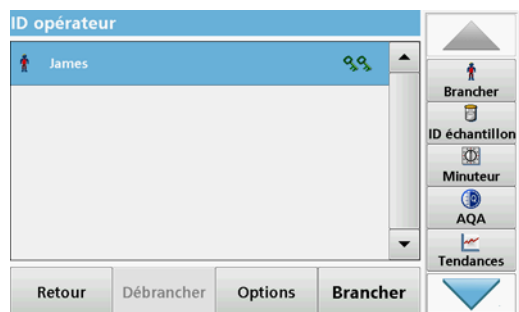 ID opérateur
James
Retour
Débrancher
Options
Brancher
Brancher
ID échantillon
Minuteur
AQA
Tendances